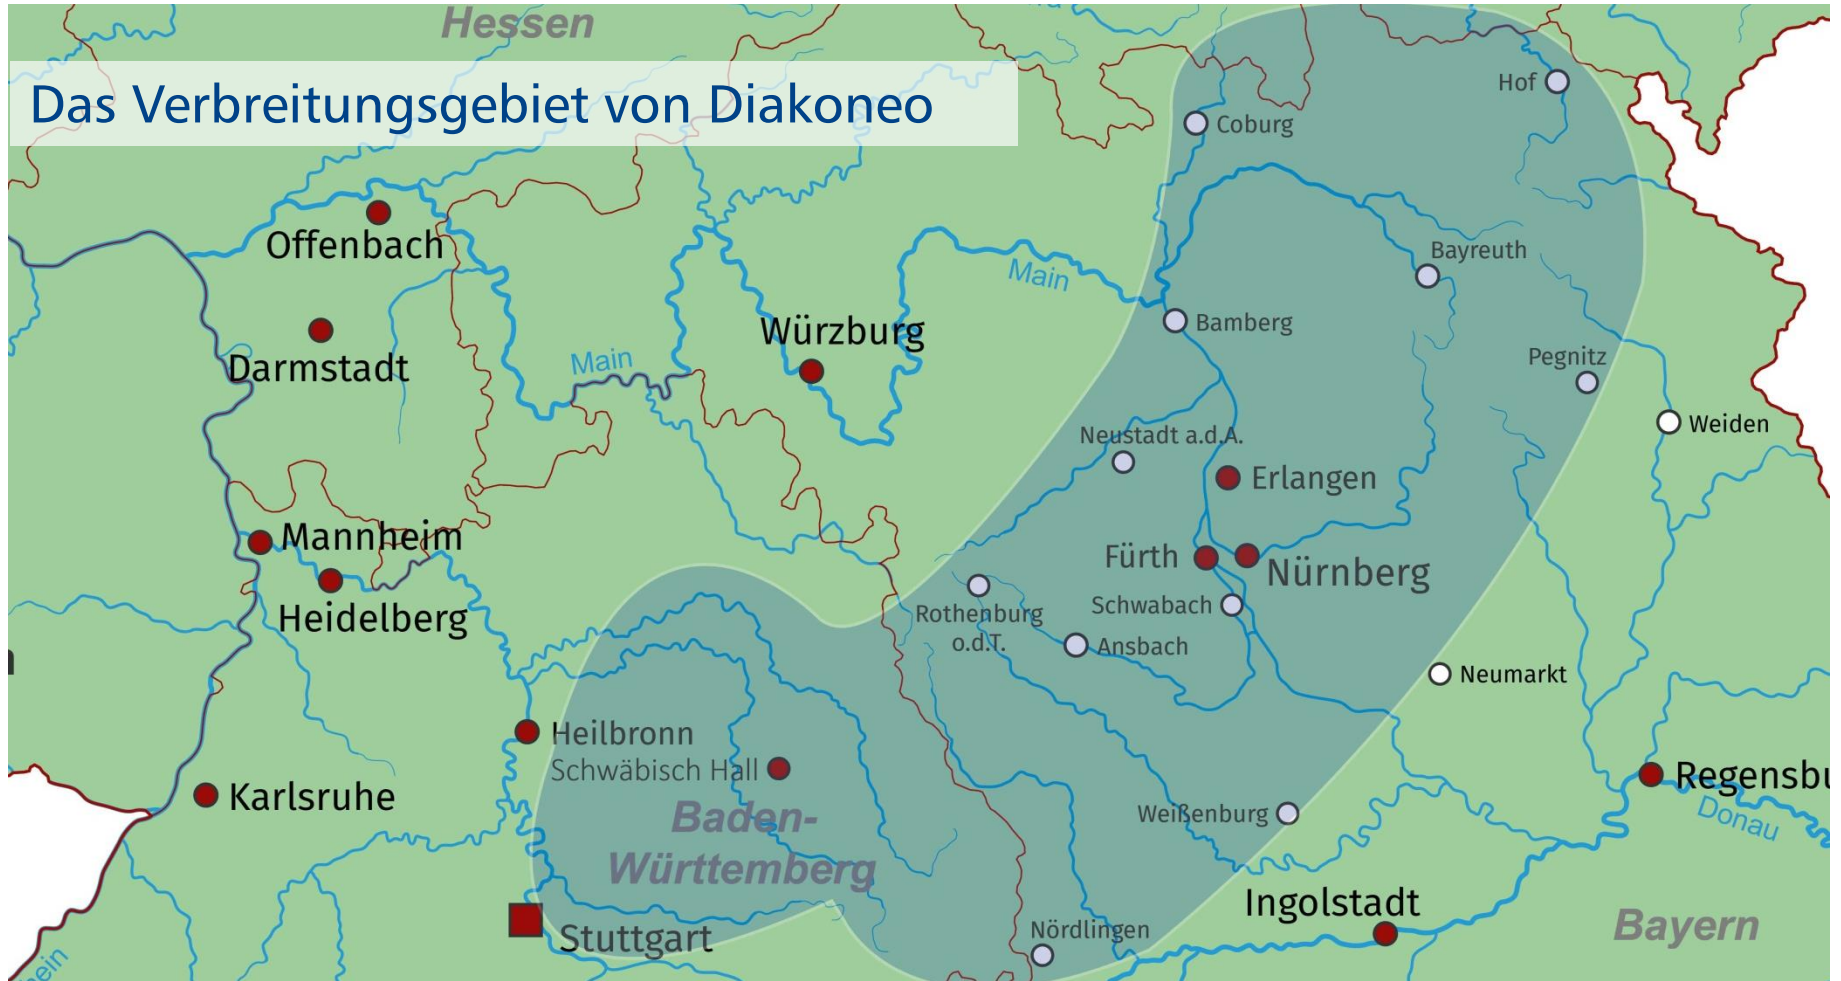 Hessen
Das Verbreitungsgebiet von Diakoneo
Hof
Coburg
Offenbach
Bayreuth
Main
Bamberg
Würzburg
Main
Darmstadt
Pegnitz
Weiden
Neustadt a.d.A.
Erlangen
Mannheim
Fürth
Nürnberg
Heidelberg
Schwabach
Rothenburg
o.d.T.
Ansbach
Neumarkt
Heilbronn
Schwäbisch Hall
Karlsruhe
Regensbu
Baden-
Württemberg
Weißenburg
Donau
Ingolstadt
Stuttgart
Nördlingen
Bayern
ein